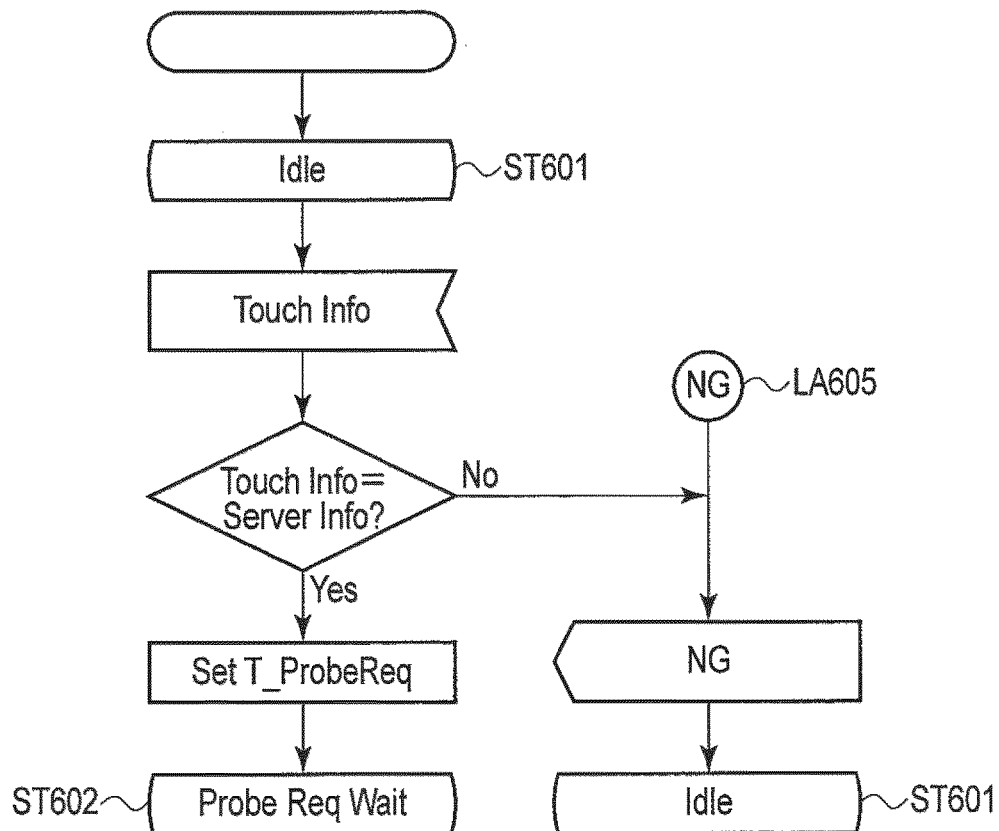 Idle
ST601
Touch Info
NG
LA605
Touch Info=
Server Info?
No
Yes
Set T_ProbeReq
NG
ST602
Probe Req Wait
Idle
ST601